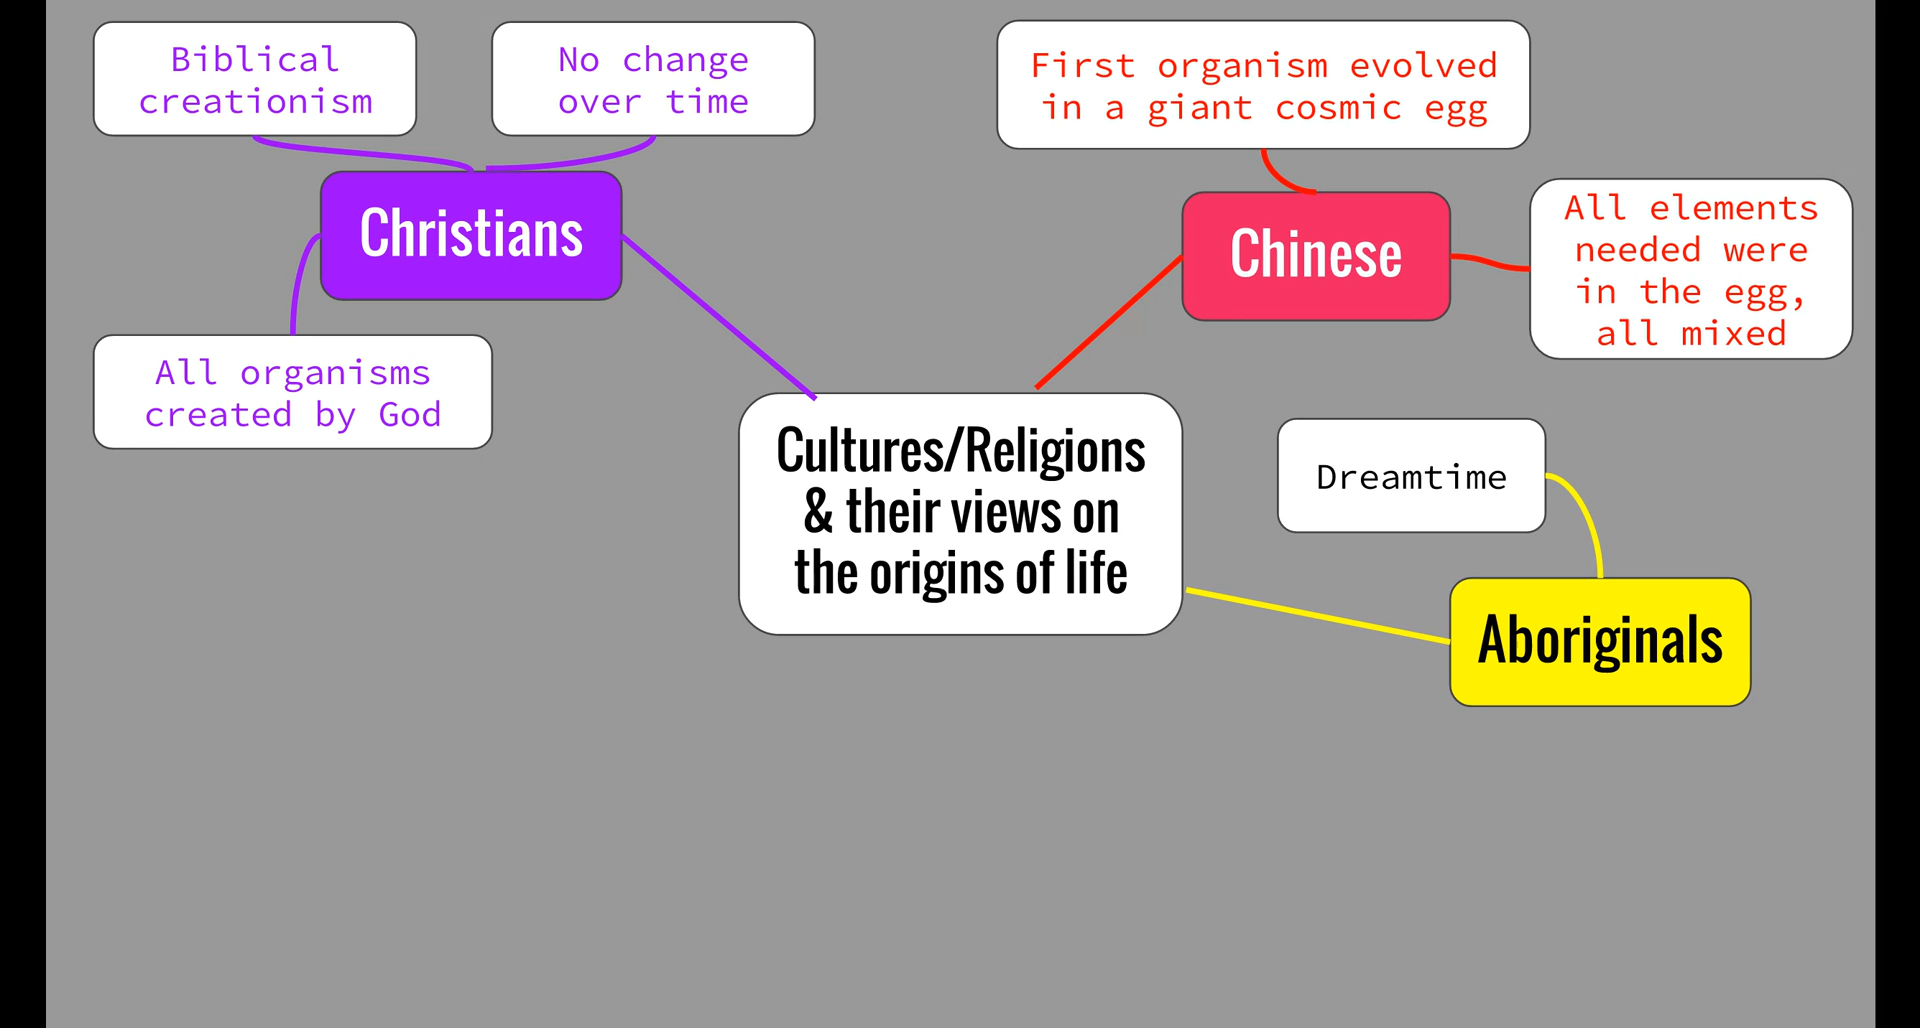 Biblical
creationism
No change
over time
Christians
All organisms
created by God
First organism evolved
in a giant cosmic egg
Chinese
All elements
needed were
in the egg,
all mixed
Cultures/Religions
& their views on
the origins of life
Dreamtime
Aboriginals